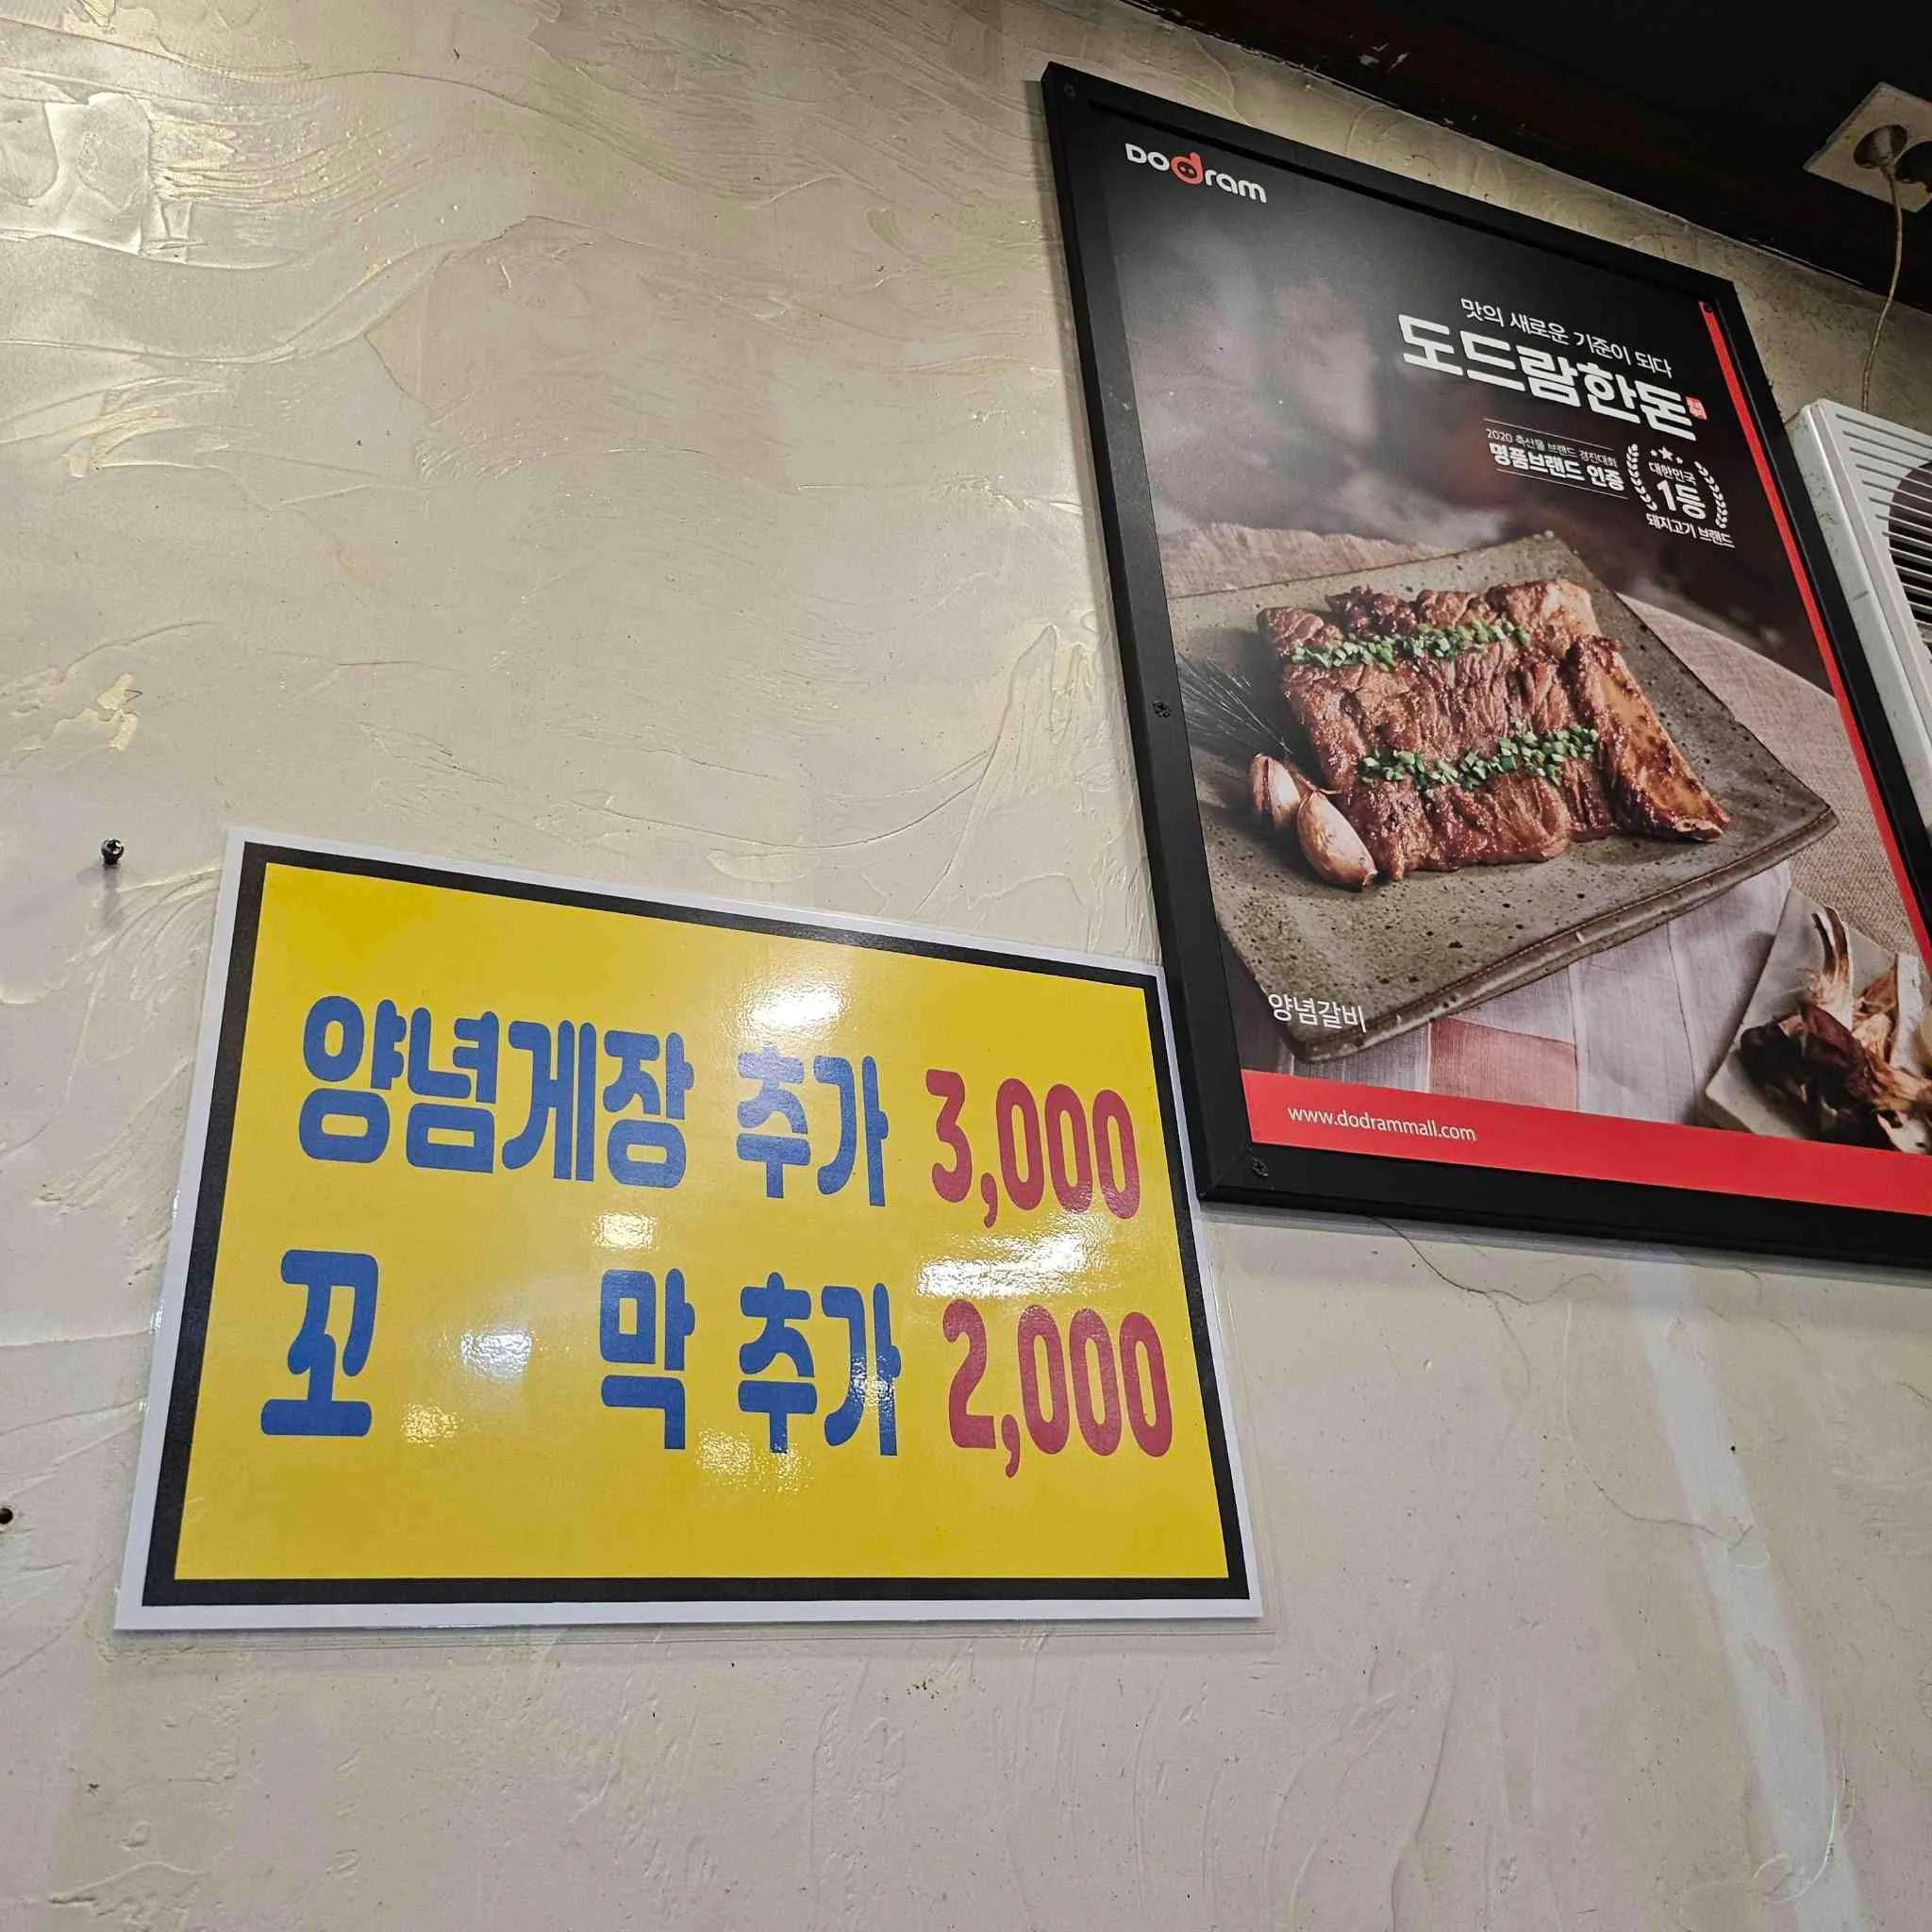 양념게장 추가 3,000
꼬 막 추가 2,000
Dodram
맛의 새로운 기준이 되다
도드람한돈
2020 축산물 브랜드 경진대회
명품브랜드 인증
대한민국
1등
돼지고기 브랜드
양념갈비
www.dodrammall.com